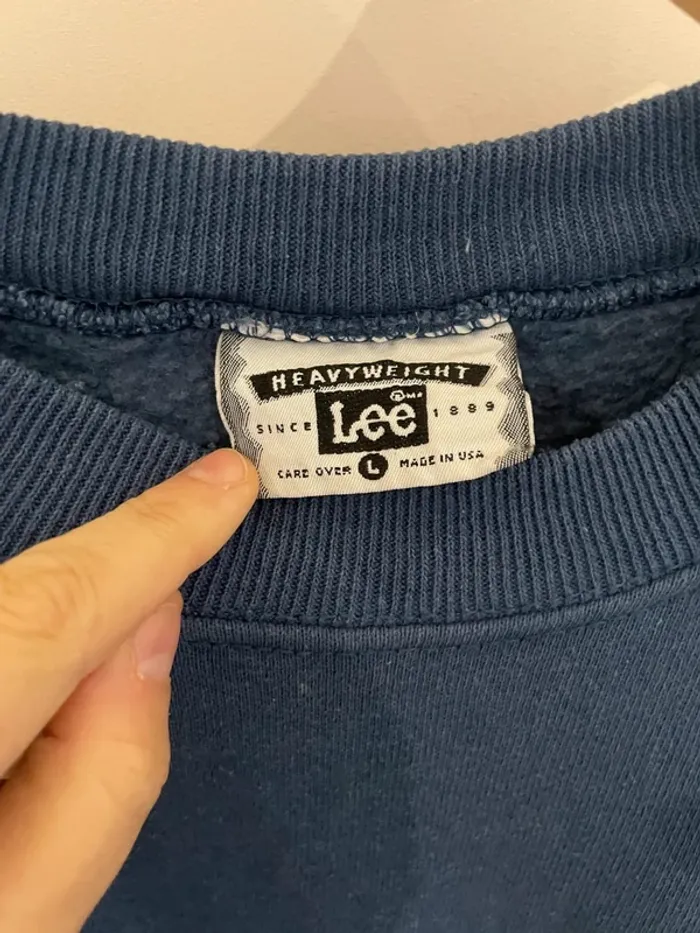 HEAVYWEIGHT
SINCE Lee ® 1889
CARE OVER L MADE IN USA